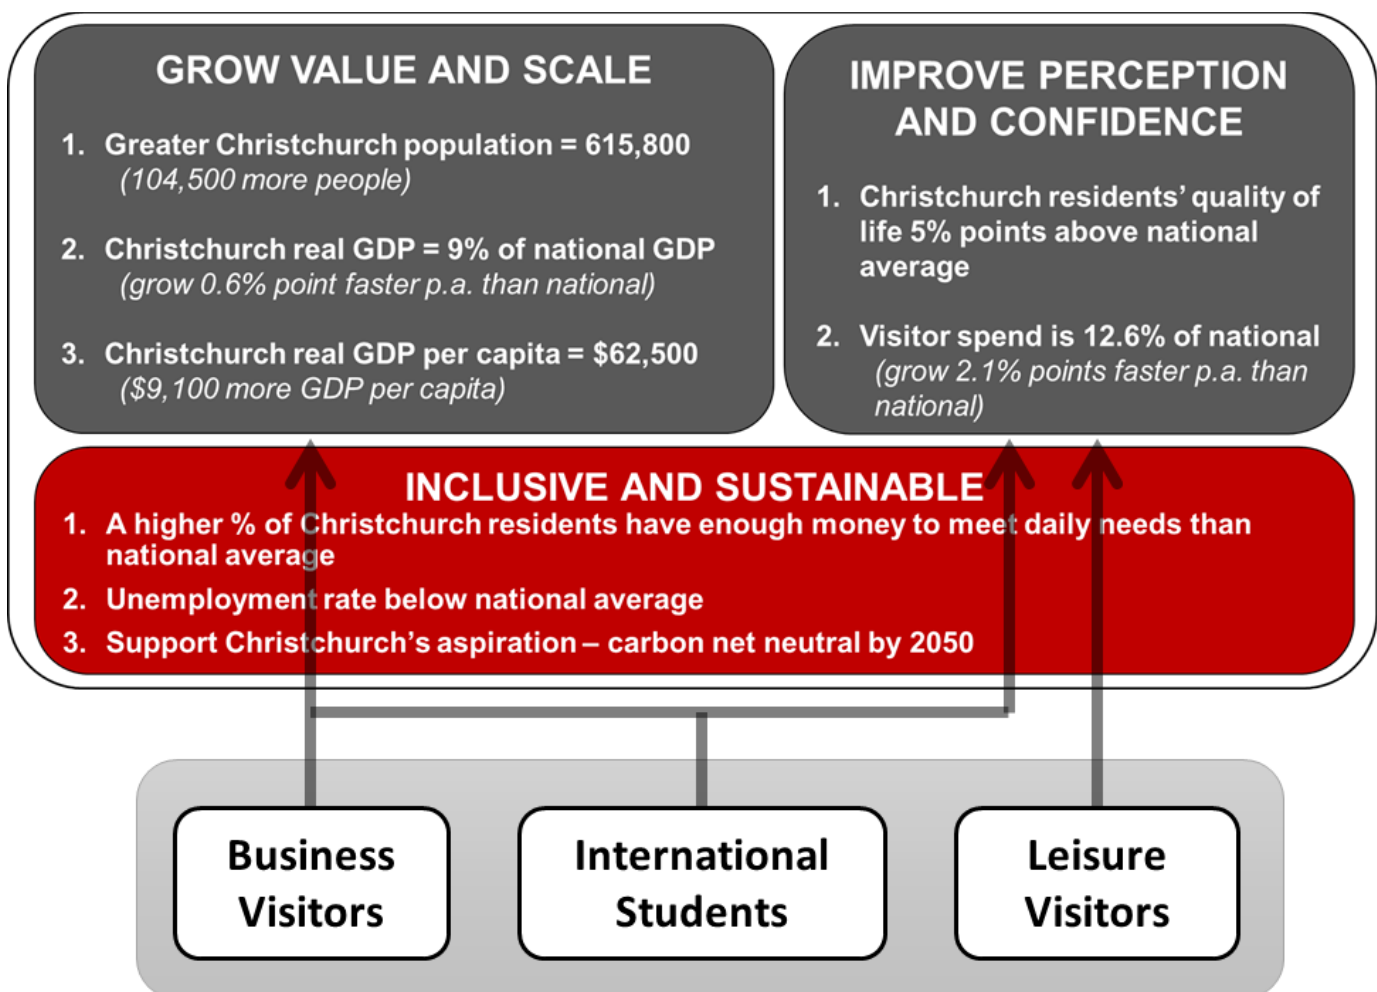 GROW VALUE AND SCALE
1. Greater Christchurch population = 615,800
(104,500 more people)
2. Christchurch real GDP = 9% of national GDP
(grow 0.6% point faster p.a. than national)
3. Christchurch real GDP per capita = $62,500
($9,100 more GDP per capita)
IMPROVE PERCEPTION
AND CONFIDENCE
1. Christchurch residents’ quality of
life 5% points above national
average
2. Visitor spend is 12.6% of national
(grow 2.1% points faster p.a. than
national)
INCLUSIVE AND SUSTAINABLE
1. A higher % of Christchurch residents have enough money to meet daily needs than
national average
2. Unemployment rate below national average
3. Support Christchurch’s aspiration – carbon net neutral by 2050
Business
Visitors
International
Students
Leisure
Visitors